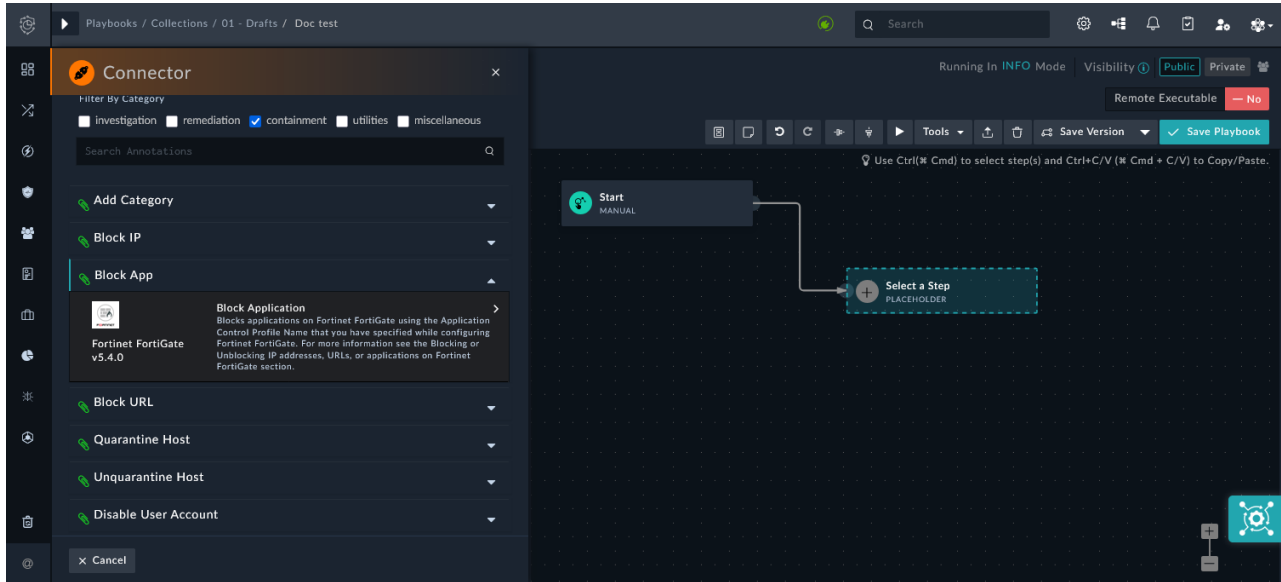 Playbooks / Collections / 01 - Drafts / Doc test
Search
Connector
Running In INFO Mode
Visibility
Public
Private
Remote Executable
No
Filter By Category
investigation
remediation
containment
utilities
miscellaneous
Search Annotations
Tools
Save Version
Save Playbook
Use Ctrl(⌘ Cmd) to select step(s) and Ctrl+C/V (⌘ Cmd + C/V) to Copy/Paste.
Add Category
Block IP
Block App
Block Application
Blocks applications on Fortinet FortiGate using the Application
Control Profile Name that you have specified while configuring
Fortinet FortiGate. For more information see the Blocking or
Unblocking IP addresses, URLs, or applications on Fortinet
FortiGate section.
Fortinet FortiGate
v5.4.0
Block URL
Quarantine Host
Unquarantine Host
Disable User Account
Cancel
Start
MANUAL
Select a Step
PLACEHOLDER